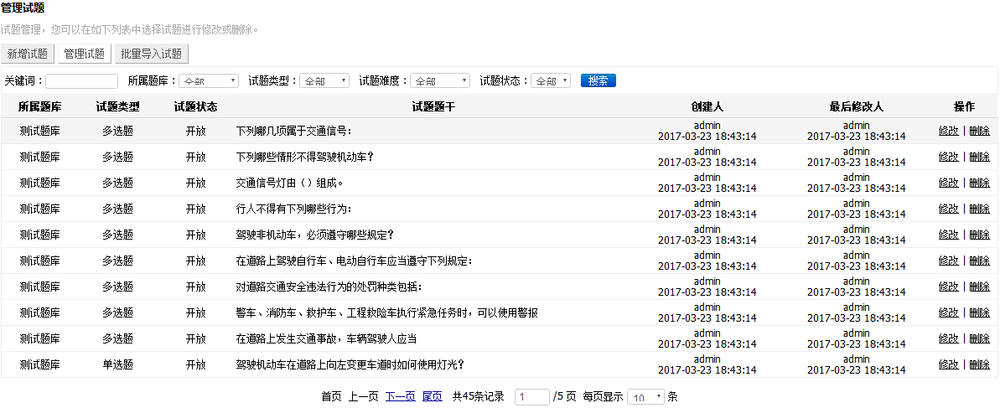 管理试题
试题管理，您可以在如下列表中选择试题进行修改或删除。
新增试题 管理试题 批量导入试题
关键词： 所属题库： 全部 试题类型： 全部 试题难度： 全部 试题状态： 全部 搜索
所属题库 试题类型 试题状态 试题题干 创建人 最后修改人 操作
测试题库 多选题 开放 下列哪几项属于交通信号： admin 2017-03-23 18:43:14 admin 2017-03-23 18:43:14 修改 | 删除
测试题库 多选题 开放 下列哪些情形不得驾驶机动车？ admin 2017-03-23 18:43:14 admin 2017-03-23 18:43:14 修改 | 删除
测试题库 多选题 开放 交通信号灯由（）组成。 admin 2017-03-23 18:43:14 admin 2017-03-23 18:43:14 修改 | 删除
测试题库 多选题 开放 行人不得有下列哪些行为： admin 2017-03-23 18:43:14 admin 2017-03-23 18:43:14 修改 | 删除
测试题库 多选题 开放 驾驶非机动车，必须遵守哪些规定？ admin 2017-03-23 18:43:14 admin 2017-03-23 18:43:14 修改 | 删除
测试题库 多选题 开放 在道路上驾驶自行车、电动自行车应当遵守下列规定： admin 2017-03-23 18:43:14 admin 2017-03-23 18:43:14 修改 | 删除
测试题库 多选题 开放 对道路交通安全违法行为的处罚种类包括： admin 2017-03-23 18:43:14 admin 2017-03-23 18:43:14 修改 | 删除
测试题库 多选题 开放 警车、消防车、救护车、工程救险车执行紧急任务时，可以使用警报 admin 2017-03-23 18:43:14 admin 2017-03-23 18:43:14 修改 | 删除
测试题库 多选题 开放 在道路上发生交通事故，车辆驾驶人应当 admin 2017-03-23 18:43:14 admin 2017-03-23 18:43:14 修改 | 删除
测试题库 单选题 开放 驾驶机动车在道路上向左变更车道时如何使用灯光？ admin 2017-03-23 18:43:14 admin 2017-03-23 18:43:14 修改 | 删除
首页 上一页 下一页 尾页 共45条记录 1 /5 页 每页显示 10 条